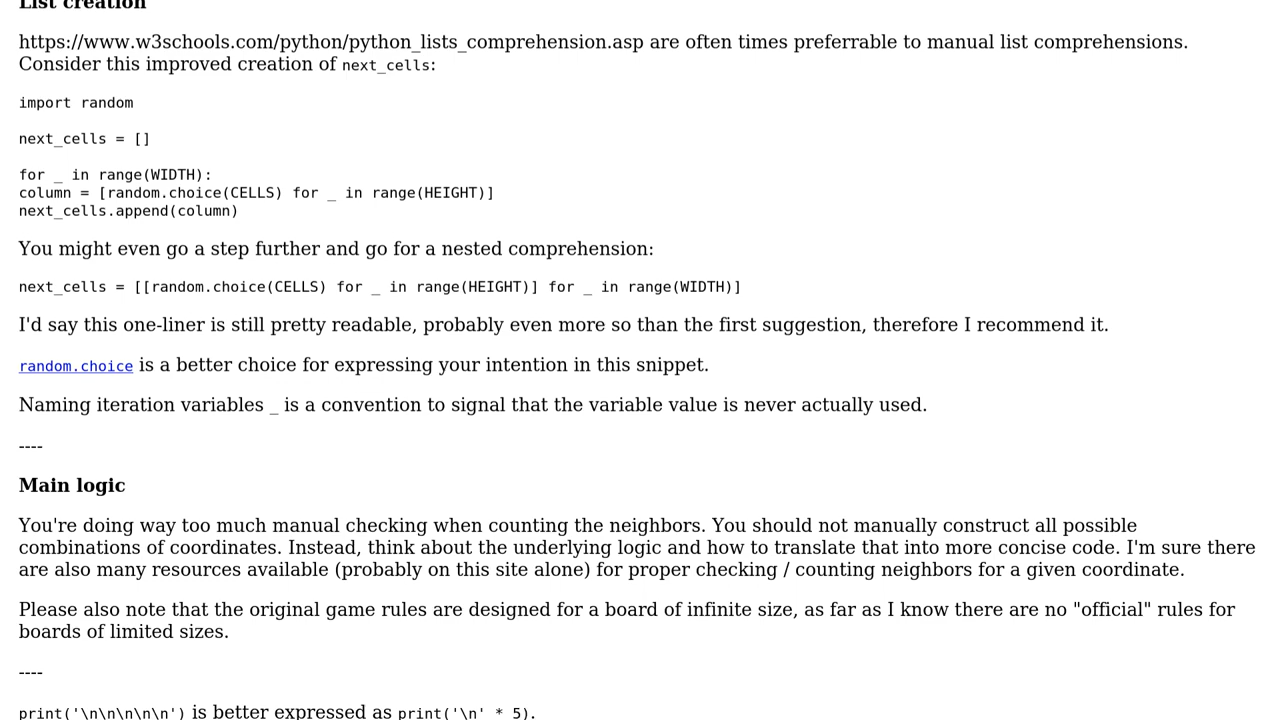 List creation
https://www.w3schools.com/python/python_lists_comprehension.asp are often times preferrable to manual list comprehensions.
Consider this improved creation of next_cells:
import random
next_cells = []
for _ in range(WIDTH):
column = [random.choice(CELLS) for _ in range(HEIGHT)]
next_cells.append(column)
You might even go a step further and go for a nested comprehension:
next_cells = [[random.choice(CELLS) for _ in range(HEIGHT)] for _ in range(WIDTH)]
I'd say this one-liner is still pretty readable, probably even more so than the first suggestion, therefore I recommend it.
random.choice is a better choice for expressing your intention in this snippet.
Naming iteration variables _ is a convention to signal that the variable value is never actually used.
----
Main logic
You're doing way too much manual checking when counting the neighbors. You should not manually construct all possible
combinations of coordinates. Instead, think about the underlying logic and how to translate that into more concise code. I'm sure there
are also many resources available (probably on this site alone) for proper checking / counting neighbors for a given coordinate.
Please also note that the original game rules are designed for a board of infinite size, as far as I know there are no "official" rules for
boards of limited sizes.
----
print('\n\n\n\n\n') is better expressed as print('\n' * 5).